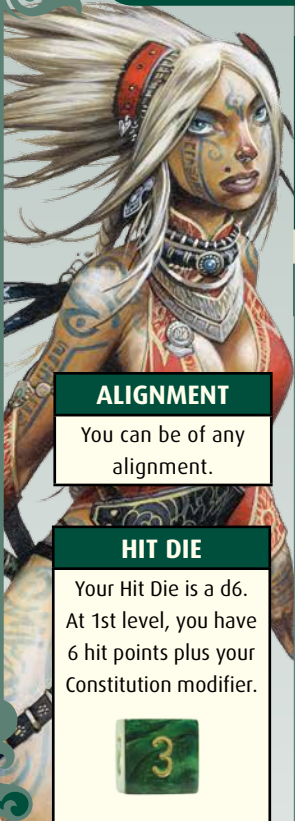 ALIGNMENT
You can be of any
alignment.
HIT DIE
Your Hit Die is a d6.
At 1st level, you have
6 hit points plus your
Constitution modifier.
3